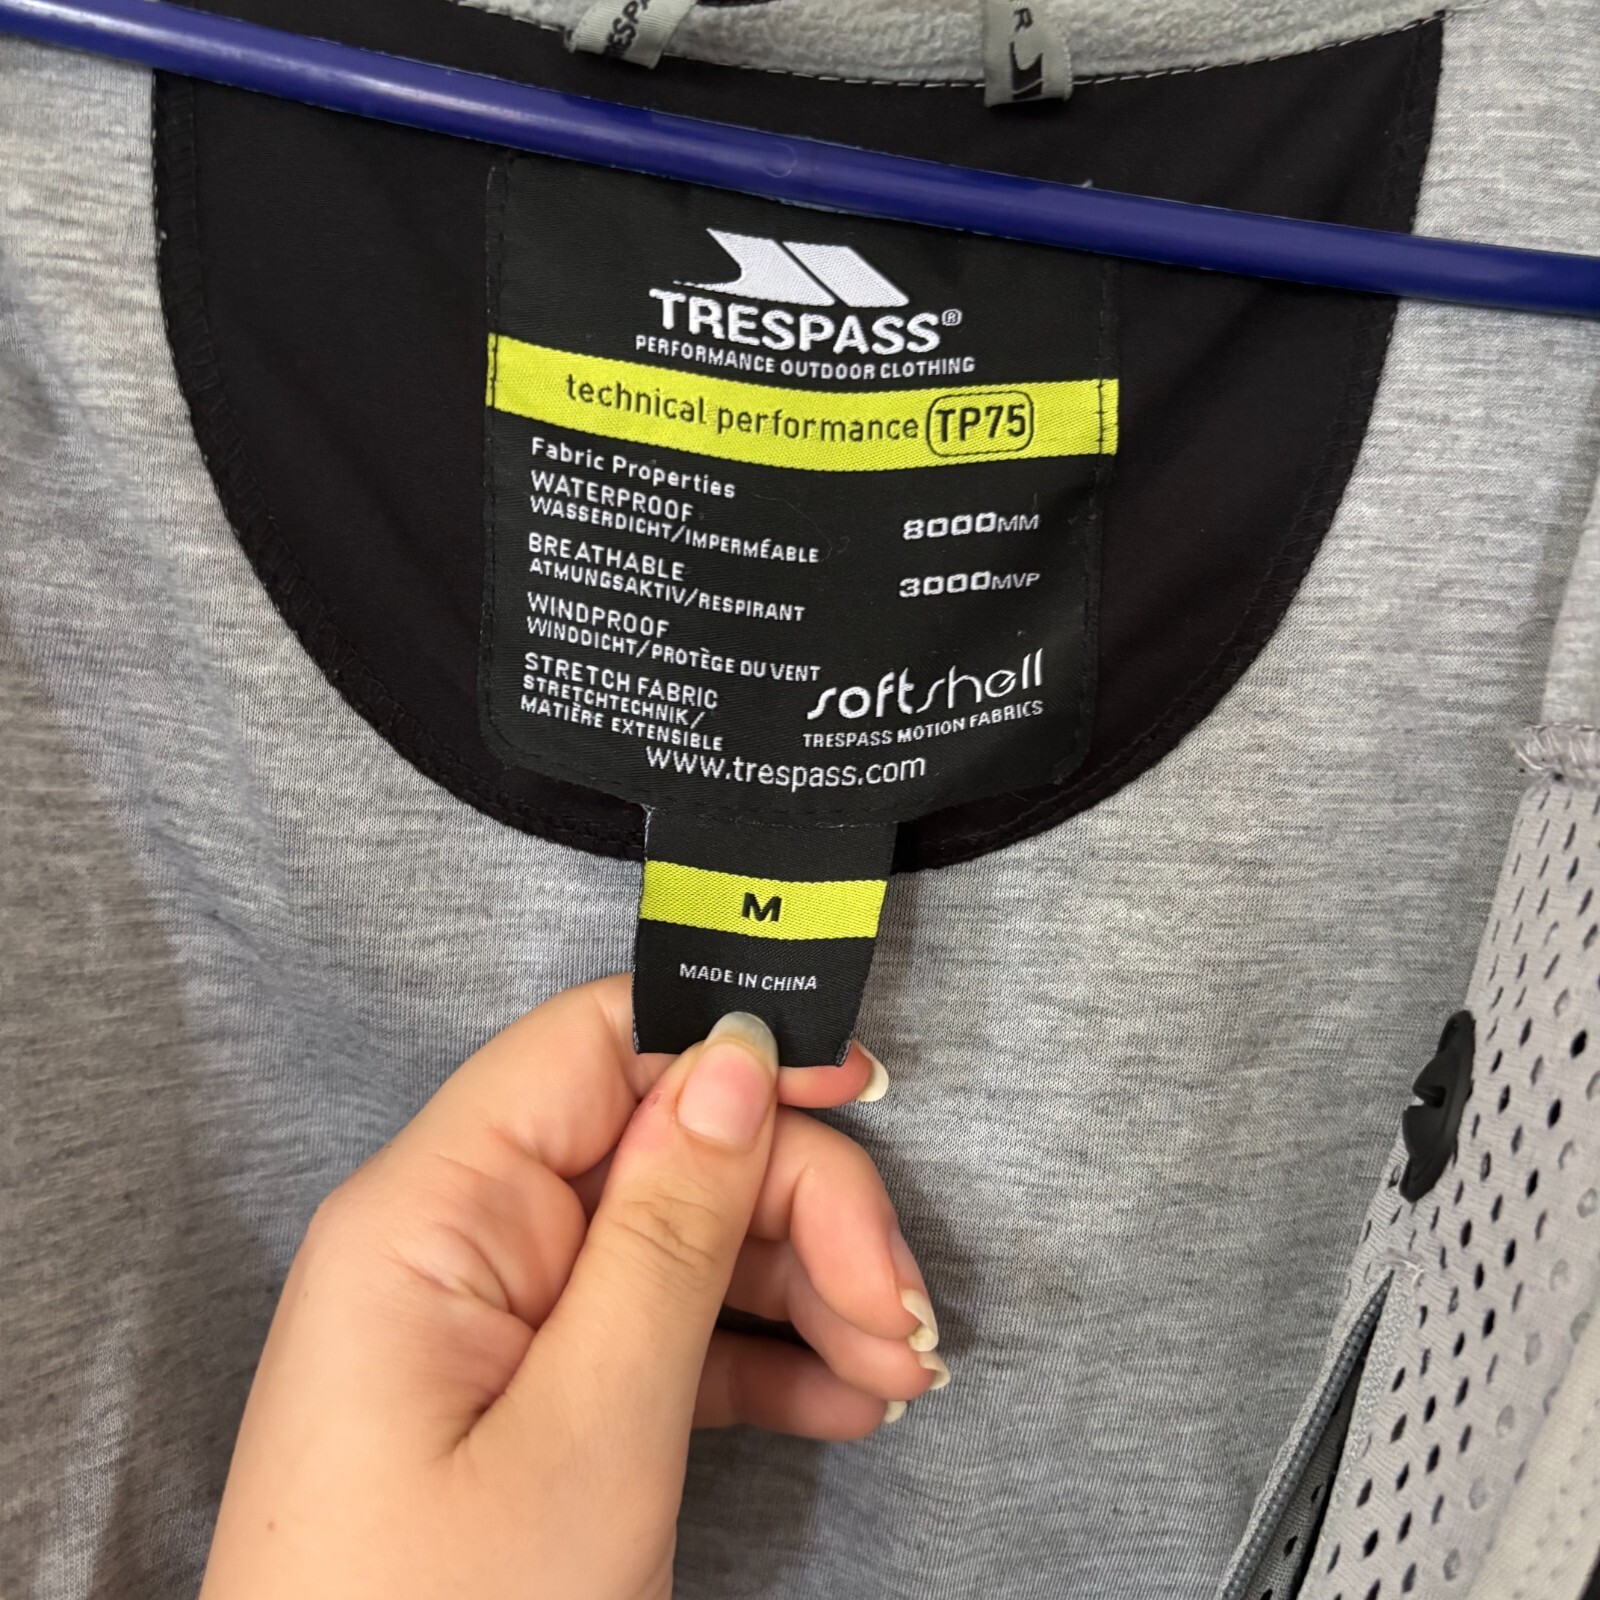 TRESPASS®
PERFORMANCE OUTDOOR CLOTHING
technical performance TP75
Fabric Properties
WATERPROOF 8000MM
WASSERDICHT/IMPERMÉABLE
BREATHABLE 3000MVP
ATMUNGSAKTIV/RESPIRANT
WINDPROOF
WINDDICHT/PROTÈGE DU VENT
STRETCH FABRIC
STRETCHTECHNIK/
MATIÈRE EXTENSIBLE
softshell
TRESPASS MOTION FABRICS
www.trespass.com
M
MADE IN CHINA